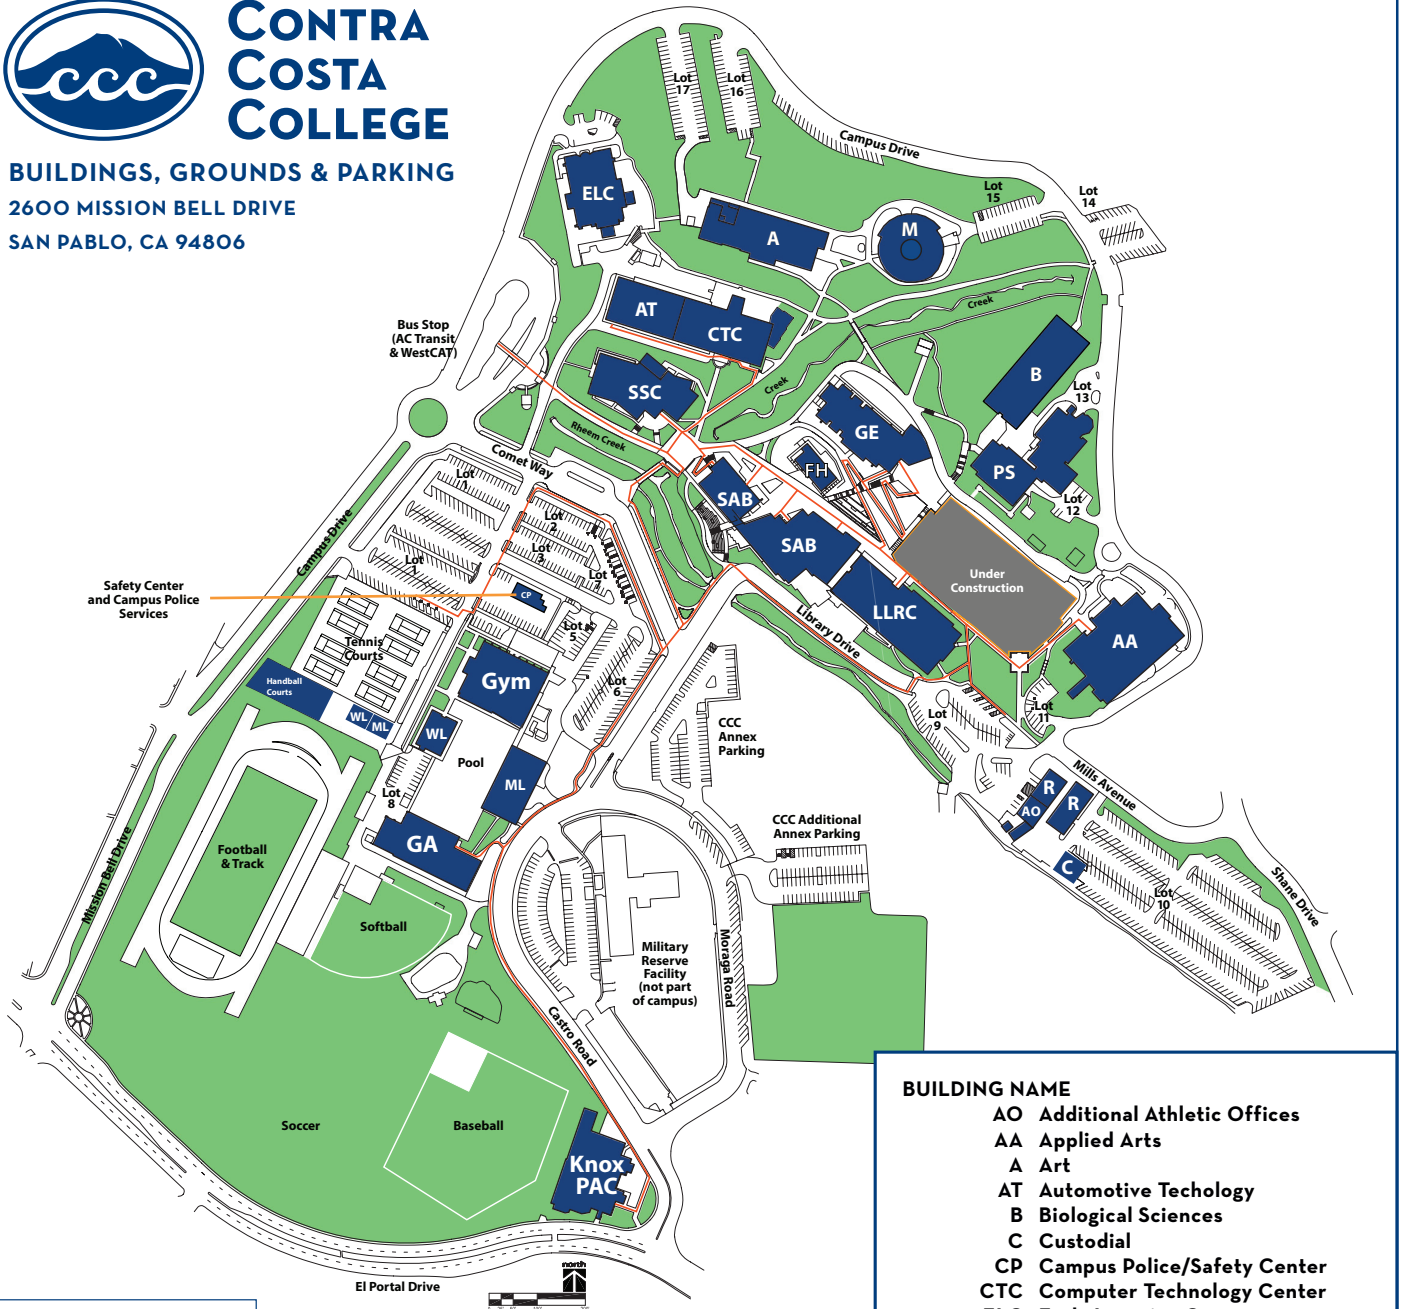 CONTRA
COSTA
COLLEGE
ccc
BUILDINGS, GROUNDS & PARKING
2600 MISSION BELL DRIVE
SAN PABLO, CA 94806
Lot
17
Lot
16
Campus Drive
ELC
Lot
15
Lot
14
A
M
Creek
AT
CTC
Bus Stop
(AC Transit
& WestCAT)
B
Lot
13
SSC
Creek
GE
Rheem Creek
Comet Way
FH
PS
Lot
1
SAB
Lot
12
Lot
2
Campus Drive
Lot
3
SAB
Lot
1
Lot
7
Under
Construction
Safety Center
and Campus Police
Services
CP
LLRC
Library Drive
Lot
5
AA
Tennis
Courts
Gym
Lot
6
Handball
Courts
WL
ML
WL
CCC
Annex
Parking
Lot
9
Lot
11
Pool
ML
Mills Avenue
Lot
8
R
R
AO
CCC Additional
Annex Parking
GA
Football
& Track
Mission Bell Drive
C
Lot
10
Shane Drive
Softball
Military
Reserve
Facility
(not part
of campus)
Moraga Road
Castro Road
Soccer
Baseball
Knox
PAC
El Portal Drive
north
BUILDING NAME
AO Additional Athletic Offices
AA Applied Arts
A Art
AT Automotive Techology
B Biological Sciences
C Custodial
CP Campus Police/Safety Center
CTC Computer Technology Center